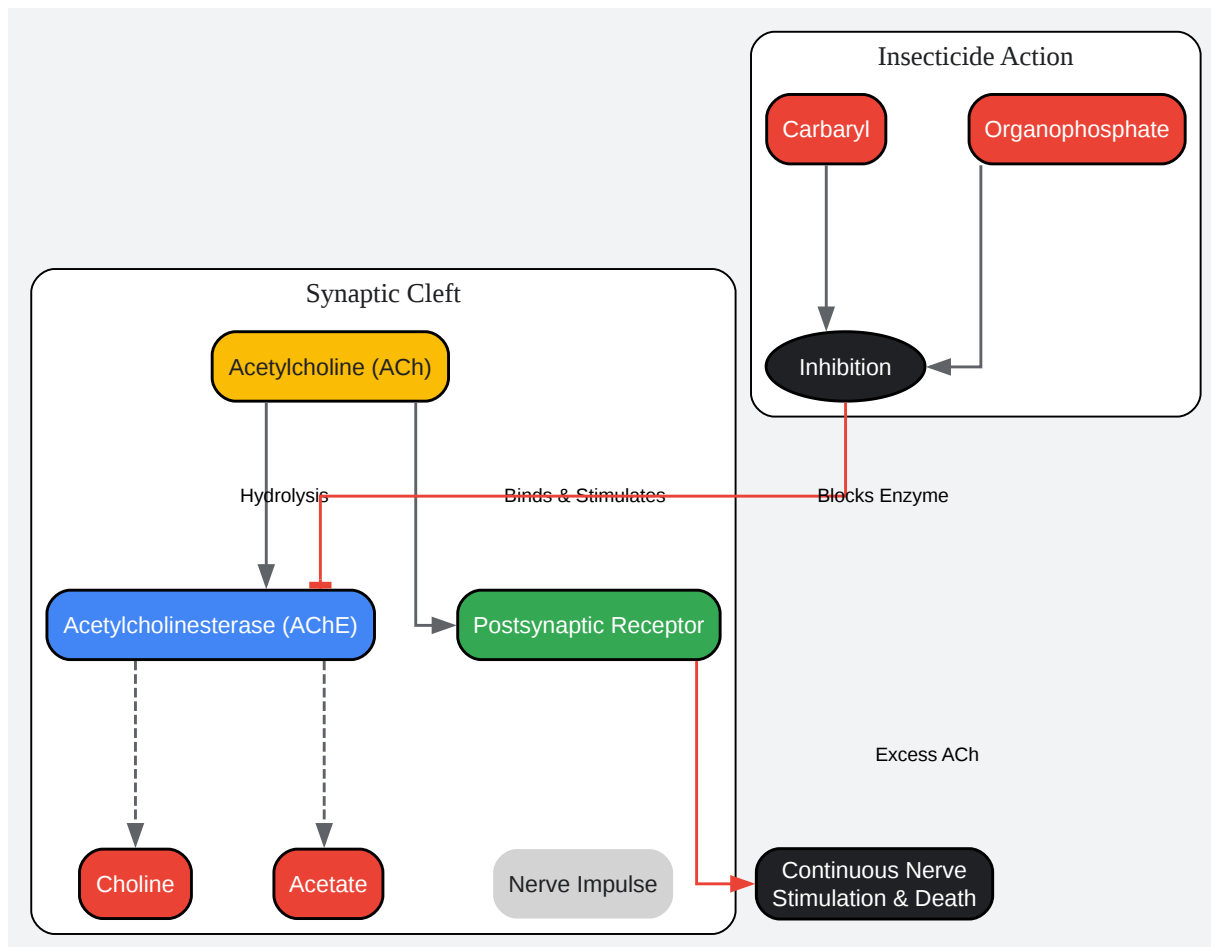 Insecticide Action
Carbaryl
Organophosphate
Inhibition
Synaptic Cleft
Acetylcholine (ACh)
Hydrolysis
Binds & Stimulates
Blocks Enzyme
Acetylcholinesterase (AChE)
Postsynaptic Receptor
Excess ACh
Choline
Acetate
Nerve Impulse
Continuous Nerve
Stimulation & Death